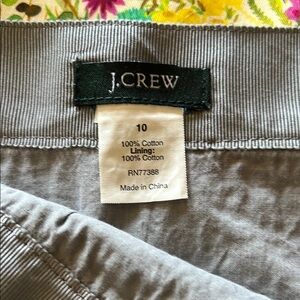 J.CREW
10
100% Cotton
Lining:
100% Cotton
RN77388
Made in China